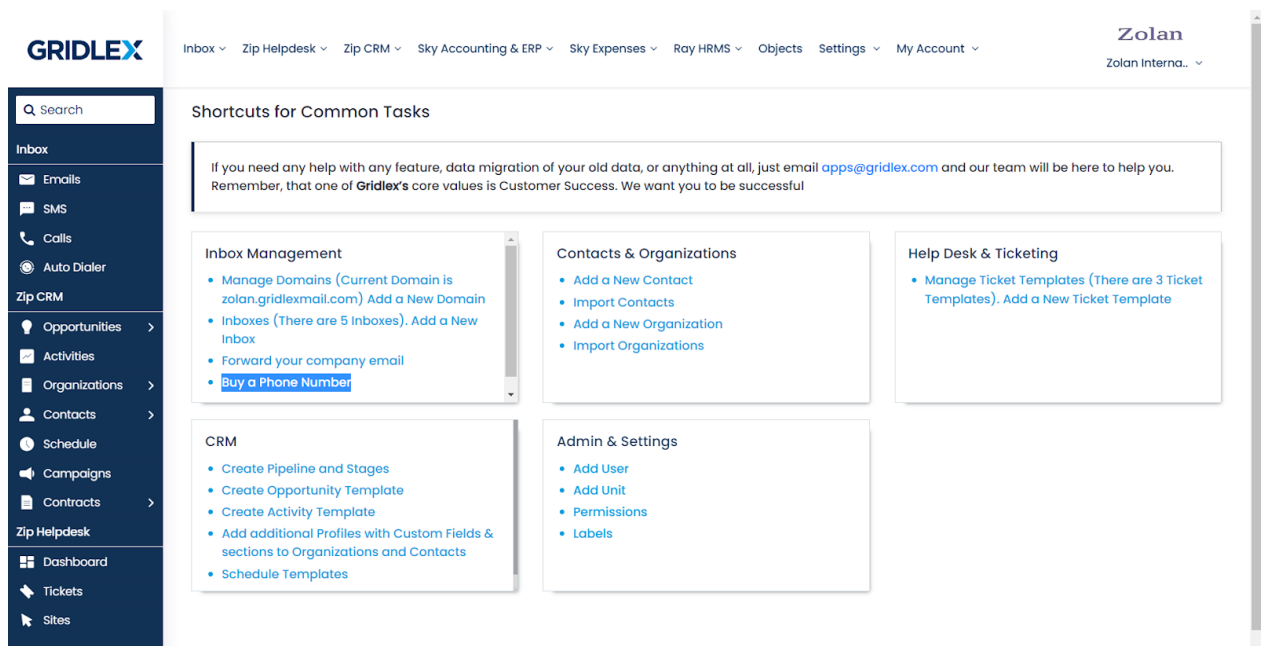 GRIDLEX
Inbox
Zip Helpdesk
Zip CRM
Sky Accounting & ERP
Sky Expenses
Ray HRMS
Objects
Settings
My Account
Zolan
Zolan Interna..
Search
Inbox
Emails
SMS
Calls
Auto Dialer
Zip CRM
Opportunities
Activities
Organizations
Contacts
Schedule
Campaigns
Contracts
Zip Helpdesk
Dashboard
Tickets
Sites
Shortcuts for Common Tasks
If you need any help with any feature, data migration of your old data, or anything at all, just email apps@gridlex.com and our team will be here to help you.
Remember, that one of Gridlex's core values is Customer Success. We want you to be successful
Inbox Management
Manage Domains (Current Domain is
zolan.gridlexmail.com) Add a New Domain
Inboxes (There are 5 Inboxes). Add a New
Inbox
Forward your company email
Buy a Phone Number
Contacts & Organizations
Add a New Contact
Import Contacts
Add a New Organization
Import Organizations
Help Desk & Ticketing
Manage Ticket Templates (There are 3 Ticket
Templates). Add a New Ticket Template
CRM
Create Pipeline and Stages
Create Opportunity Template
Create Activity Template
Add additional Profiles with Custom Fields &
sections to Organizations and Contacts
Schedule Templates
Admin & Settings
Add User
Add Unit
Permissions
Labels